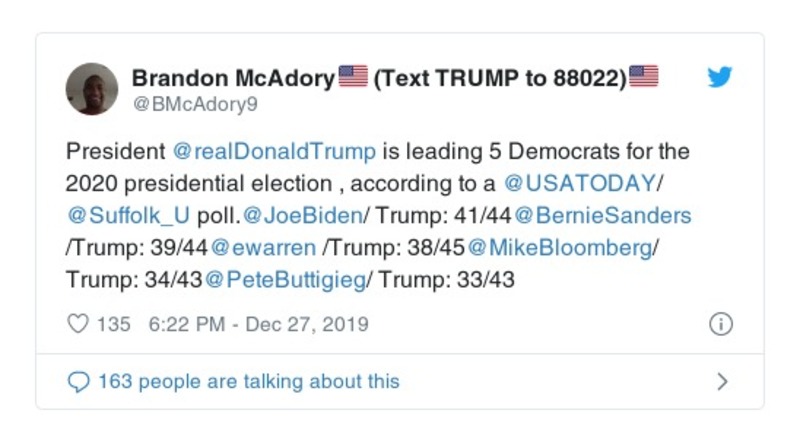 Brandon McAdory🇺🇸 (Text TRUMP to 88022)🇺🇸
@BMcAdory9
President @realDonaldTrump is leading 5 Democrats for the
2020 presidential election , according to a @USATODAY/
@Suffolk_U poll.@JoeBiden/ Trump: 41/44@BernieSanders
/Trump: 39/44@ewarren /Trump: 38/45@MikeBloomberg/
Trump: 34/43@PeteButtigieg/ Trump: 33/43
135 6:22 PM - Dec 27, 2019
163 people are talking about this